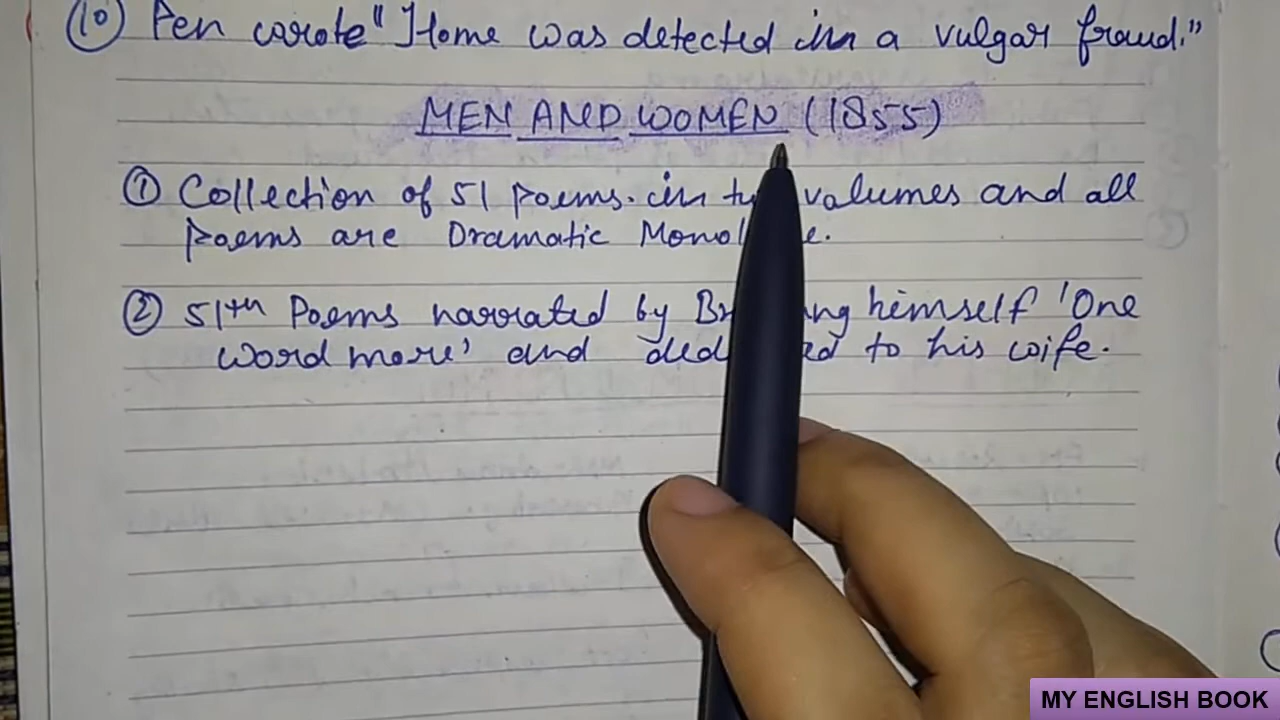 10 Pen wrote "Home was detected in a vulgar fraud."
MEN AND WOMEN (1855)
1 Collection of 51 poems. in volumes and all
poems are Dramatic
2 51th Poems narrated by himself 'One
word more' and to his wife.
MY ENGLISH BOOK